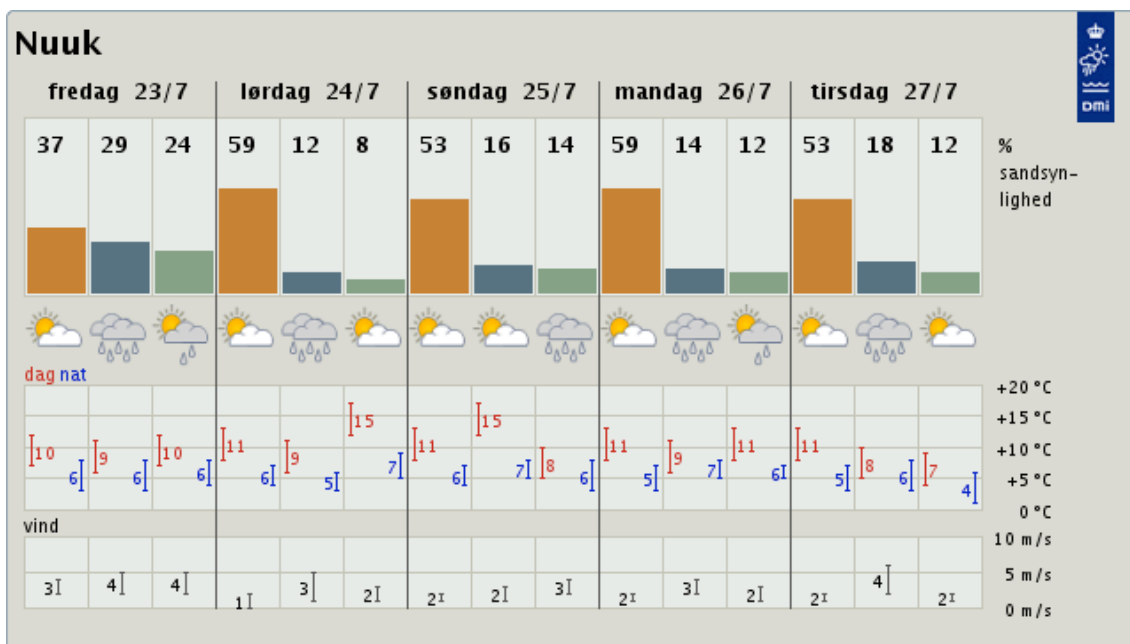 Nuuk
DMI
fredag 23/7 lørdag 24/7 søndag 25/7 mandag 26/7 tirsdag 27/7
37 29 24 59 12 8 53 16 14 59 14 12 53 18 12 %
sandsyn-
lighed
dag nat
+20 °C
+15 °C
+10 °C
+5 °C
0 °C
10 6 9 6 10 6 11 6 9 5 15 7 11 6 15 7 8 6 11 5 9 7 11 6 11 5 8 6 7 4
vind
10 m/s
5 m/s
0 m/s
3 4 4 1 3 2 2 2 3 2 3 2 2 4 2